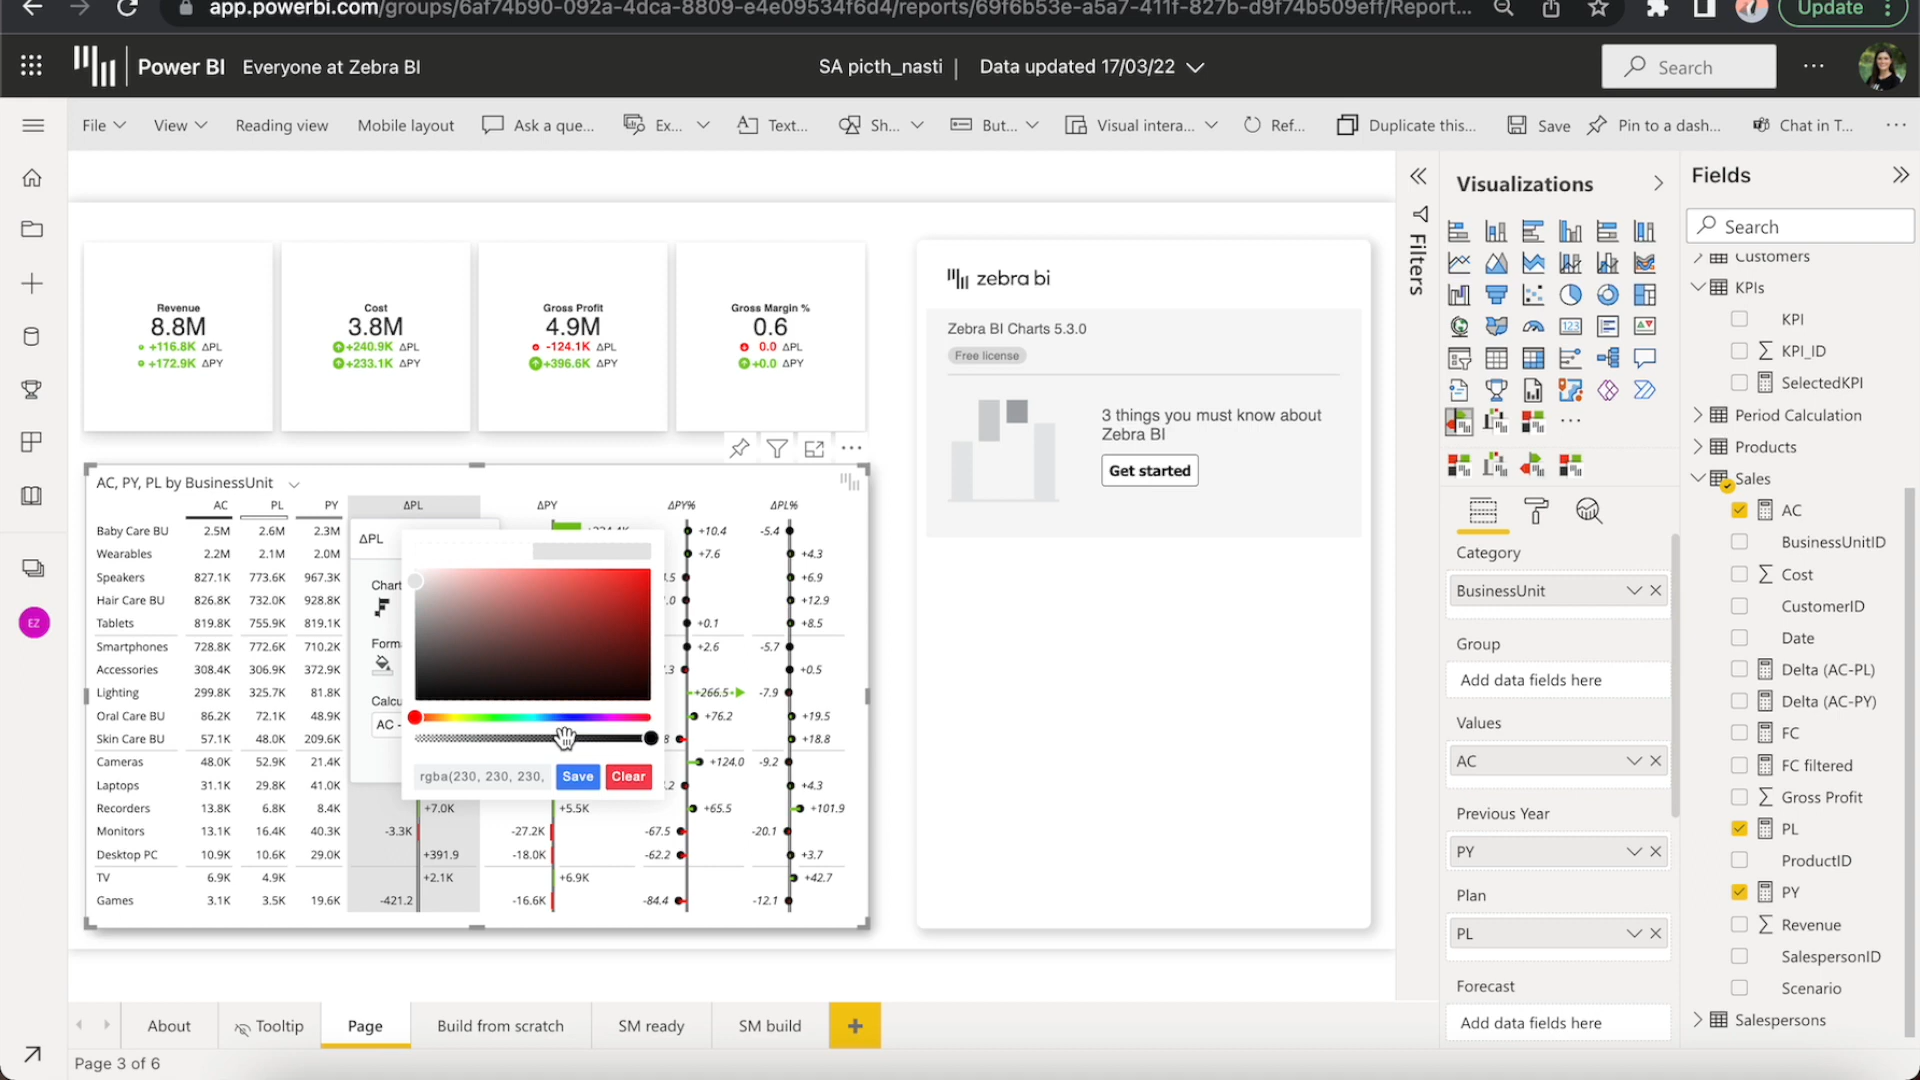 app.powerbi.com/groups/6af74b90-092a-4dca-8809-e4e09534f6d4/reports/69f6b53e-a5a7-411f-827b-d9f74b509eff/Report...
Update
Power BI Everyone at Zebra BI
SA picth_nasti | Data updated 17/03/22
Search
File View Reading view Mobile layout Ask a que... Ex... Text... Sh... But... Visual intera... Ref... Duplicate this... Save Pin to a dash... Chat in T...
EZ
Revenue
8.8M
+116.8K ΔPL
+172.9K ΔPY
Cost
3.8M
+240.9K ΔPL
+233.1K ΔPY
Gross Profit
4.9M
-124.1K ΔPL
+396.6K ΔPY
Gross Margin %
0.6
0.0 ΔPL
+0.0 ΔPY
AC, PY, PL by BusinessUnit
AC PL PY ΔPL ΔPY ΔPY% ΔPL%
Baby Care BU 2.5M 2.6M 2.3M +10.4 -5.4
Wearables 2.2M 2.1M 2.0M +7.6 +4.3
Speakers 827.1K 773.6K 967.3K +6.9
Hair Care BU 826.8K 732.0K 928.8K +12.9
Tablets 819.8K 755.9K 819.1K +0.1 +8.5
Smartphones 728.8K 772.6K 710.2K +2.6 -5.7
Accessories 308.4K 306.9K 372.9K +0.5
Lighting 299.8K 325.7K 81.8K +266.5 -7.9
Oral Care BU 86.2K 72.1K 48.9K +76.2 +19.5
Skin Care BU 57.1K 48.0K 209.6K +18.8
Cameras 48.0K 52.9K 21.4K +124.0 -9.2
Laptops 31.1K 29.8K 41.0K +4.3
Recorders 13.8K 6.8K 8.4K +7.0K +5.5K +65.5 +101.9
Monitors 13.1K 16.4K 40.3K -3.3K -27.2K -67.5 -20.1
Desktop PC 10.9K 10.6K 29.0K +391.9 -18.0K -62.2 +3.7
TV 6.9K 4.9K +2.1K +6.9K +42.7
Games 3.1K 3.5K 19.6K -421.2 -16.6K -84.4 -12.1
ΔPL
Chart
Form
Calcu
AC -
rgba(230, 230, 230,
Save
Clear
zebra bi
Zebra BI Charts 5.3.0
Free license
3 things you must know about
Zebra BI
Get started
Filters
Visualizations
123
Category
BusinessUnit
Group
Add data fields here
Values
AC
Previous Year
PY
Plan
PL
Forecast
Add data fields here
Fields
Search
Customers
KPIs
KPI
KPI_ID
SelectedKPI
Period Calculation
Products
Sales
AC
BusinessUnitID
Cost
CustomerID
Date
Delta (AC-PL)
Delta (AC-PY)
FC
FC filtered
Gross Profit
PL
ProductID
PY
Revenue
SalespersonID
Scenario
Salespersons
About Tooltip Page Build from scratch SM ready SM build +
Page 3 of 6